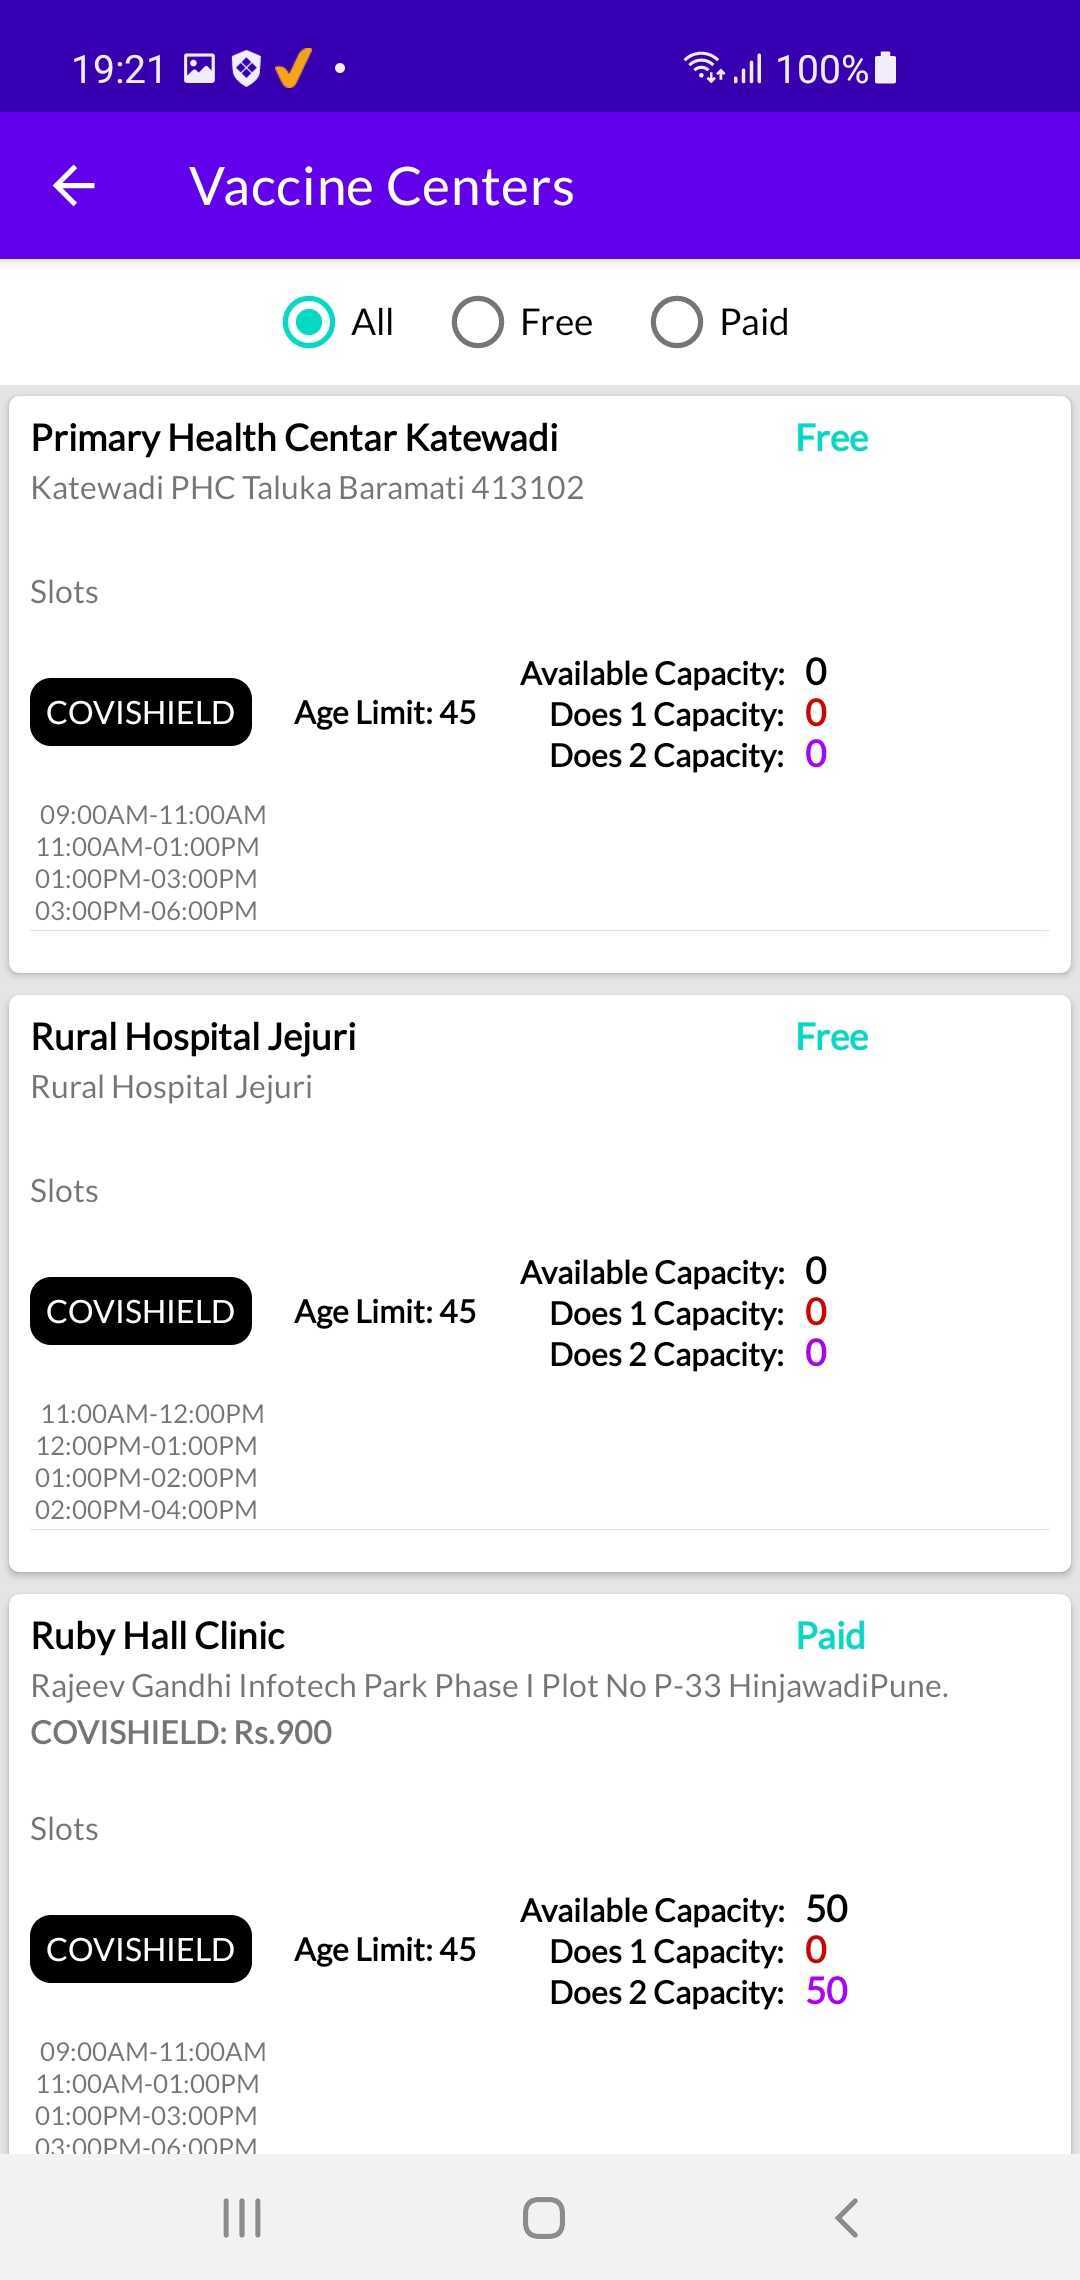 19:21 100%
Vaccine Centers
All Free Paid
Primary Health Centar Katewadi Free
Katewadi PHC Taluka Baramati 413102
Slots
Available Capacity: 0
COVISHIELD Age Limit: 45 Does 1 Capacity: 0
Does 2 Capacity: 0
09:00AM-11:00AM
11:00AM-01:00PM
01:00PM-03:00PM
03:00PM-06:00PM
Rural Hospital Jejuri Free
Rural Hospital Jejuri
Slots
Available Capacity: 0
COVISHIELD Age Limit: 45 Does 1 Capacity: 0
Does 2 Capacity: 0
11:00AM-12:00PM
12:00PM-01:00PM
01:00PM-02:00PM
02:00PM-04:00PM
Ruby Hall Clinic Paid
Rajeev Gandhi Infotech Park Phase I Plot No P-33 HinjawadiPune.
COVISHIELD: Rs.900
Slots
Available Capacity: 50
COVISHIELD Age Limit: 45 Does 1 Capacity: 0
Does 2 Capacity: 50
09:00AM-11:00AM
11:00AM-01:00PM
01:00PM-03:00PM
03:00PM-06:00PM